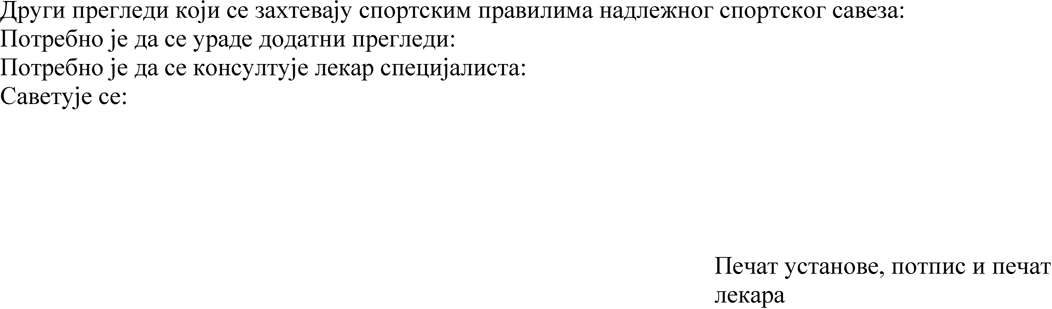 Други прегледи који се захтевају спортским правилима надлежног спортског савеза:
Потребно је да се ураде додатни прегледи:
Потребно је да се консултује лекар специјалиста:
Саветује се:
Печат установе, потпис и печат
лекара